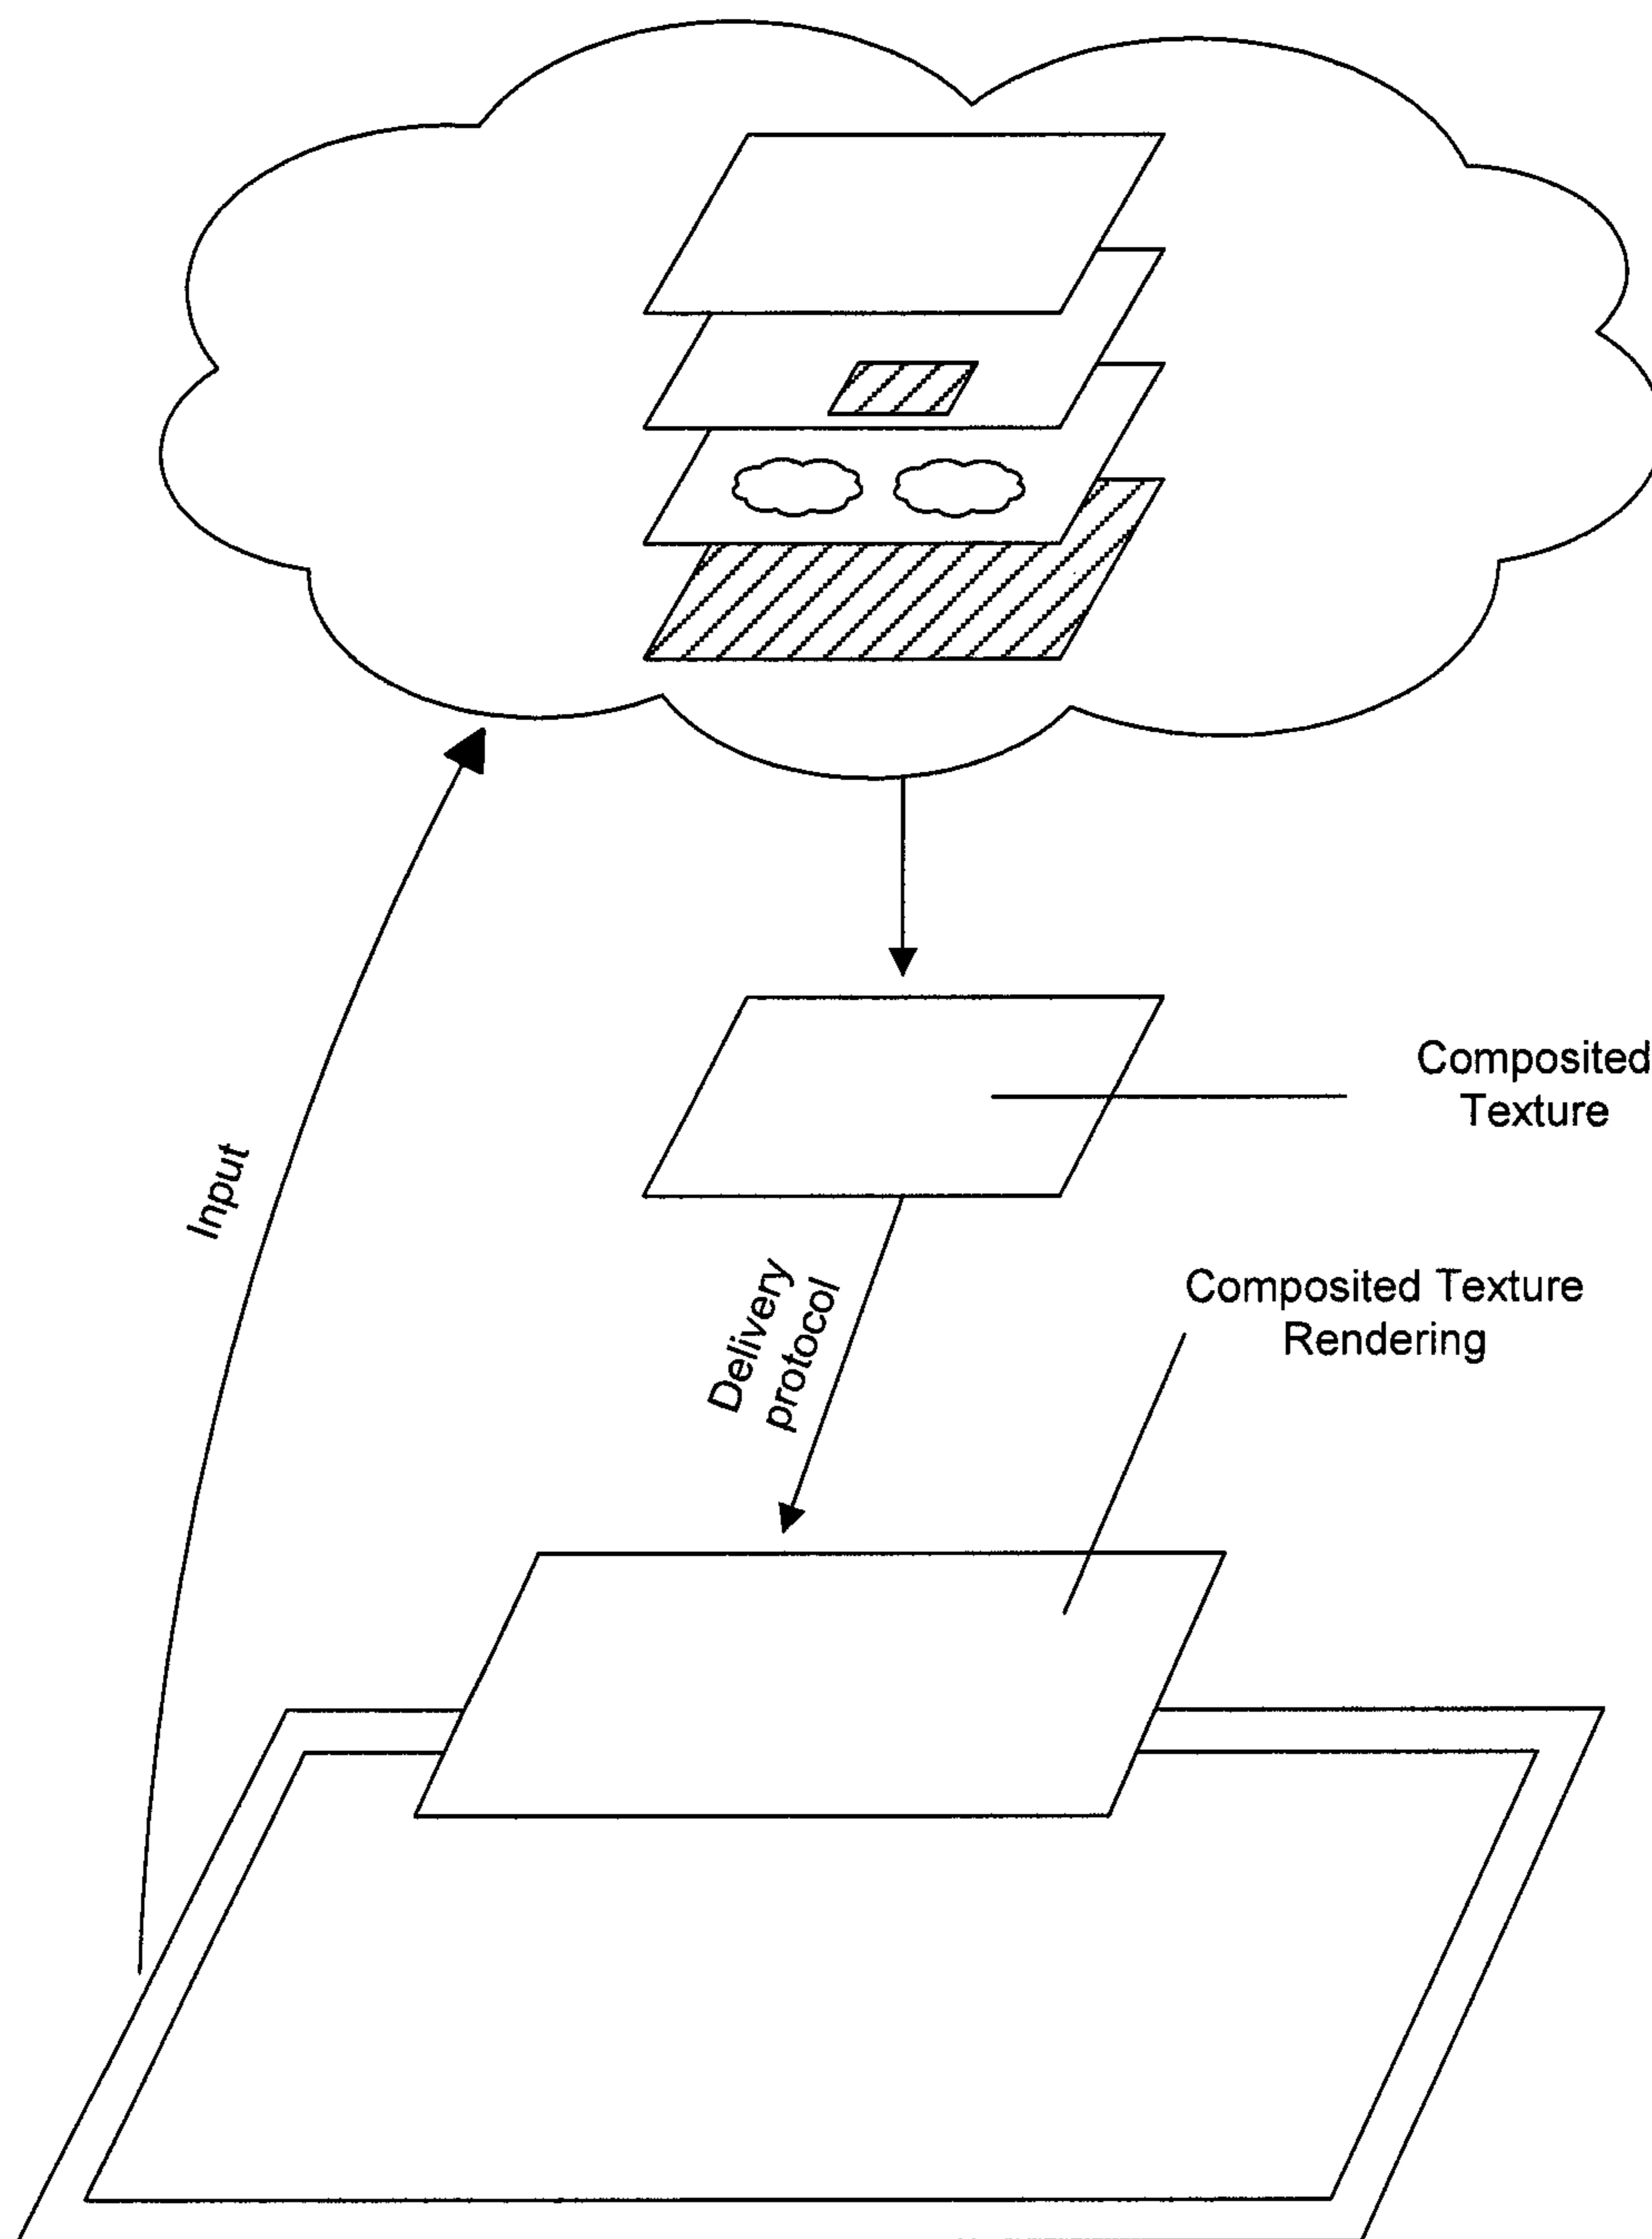 Composited
Texture
Input
Delivery
protocol
Composited Texture
Rendering